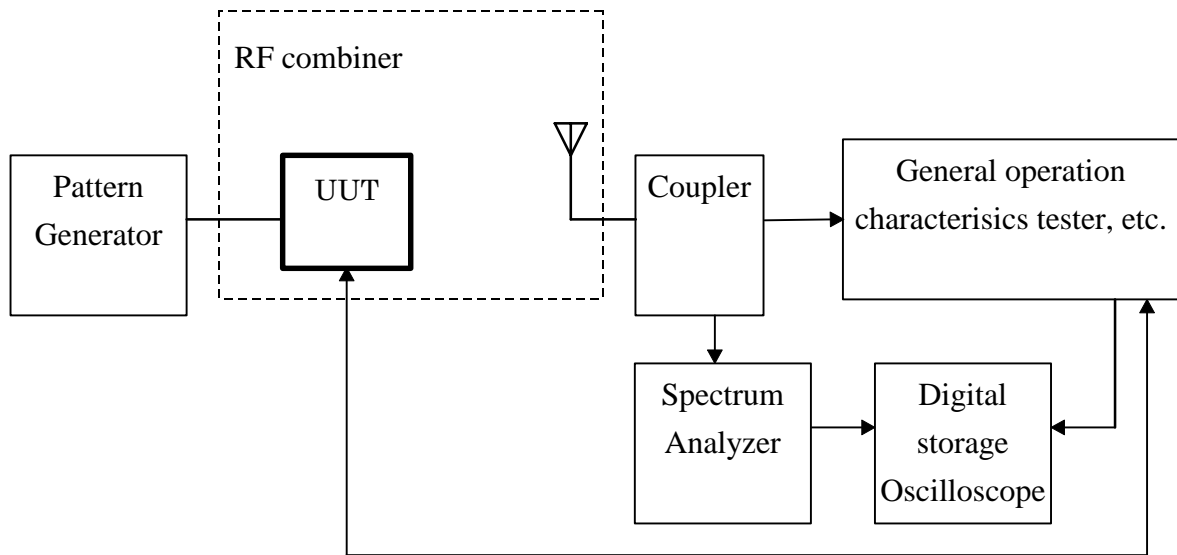 RF combiner
Pattern
Generator
UUT
Coupler
General operation
characterisics tester, etc.
Spectrum
Analyzer
Digital
storage
Oscilloscope